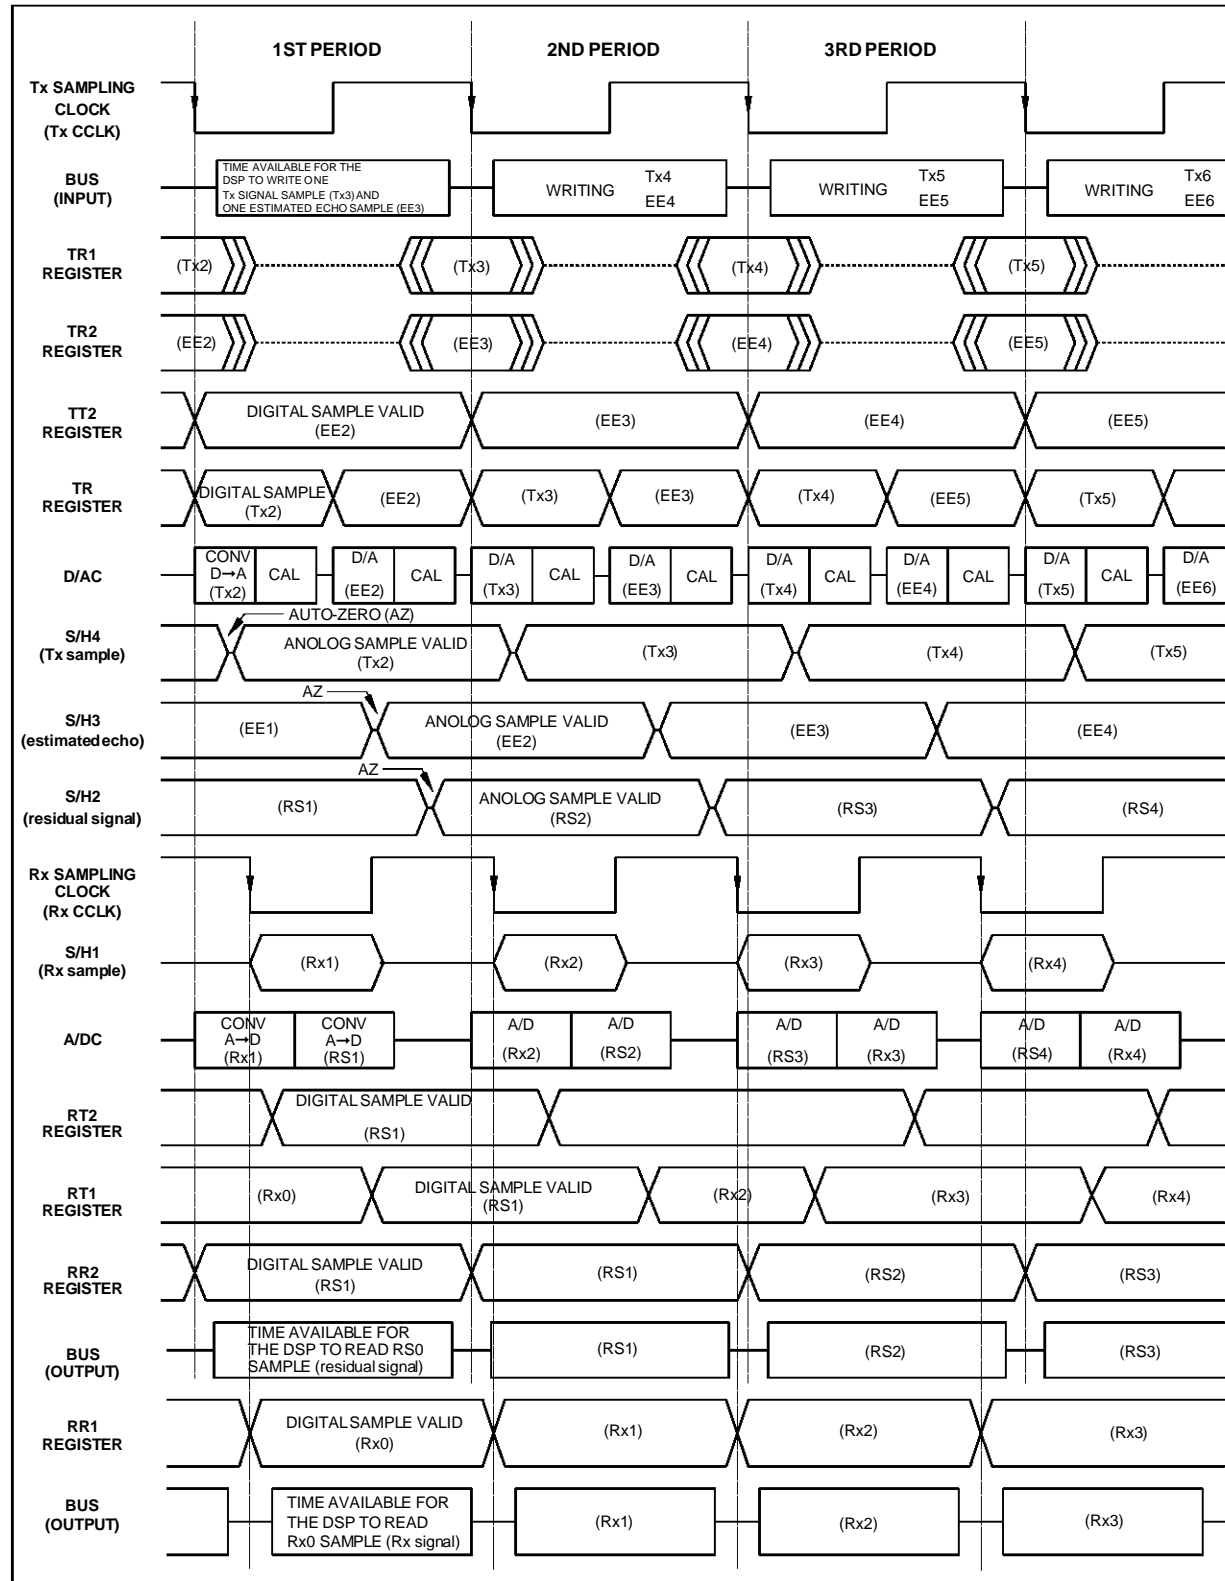 1ST PERIOD 2ND PERIOD 3RD PERIOD
Tx SAMPLING
CLOCK
(Tx CCLK)
BUS
(INPUT)
TIME AVAILABLE FOR THE
DSP TO WRITE ONE
Tx SIGNAL SAMPLE (Tx3) AND
ONE ESTIMATED ECHO SAMPLE (EE3)
WRITING Tx4
EE4
WRITING Tx5
EE5
WRITING Tx6
EE6
TR1
REGISTER
(Tx2) (Tx3) (Tx4) (Tx5)
TR2
REGISTER
(EE2) (EE3) (EE4) (EE5)
TT2
REGISTER
DIGITAL SAMPLE VALID
(EE2)
(EE3) (EE4) (EE5)
TR
REGISTER
DIGITAL SAMPLE
(Tx2)
(EE2) (Tx3) (EE3) (Tx4) (EE5) (Tx5)
D/AC
CONV
D→A
(Tx2)
CAL
D/A
(EE2)
CAL
D/A
(Tx3)
CAL
D/A
(EE3)
CAL
D/A
(Tx4)
CAL
D/A
(EE4)
CAL
D/A
(Tx5)
CAL
D/A
(EE6)
AUTO-ZERO (AZ)
S/H4
(Tx sample)
ANOLOG SAMPLE VALID
(Tx2)
(Tx3) (Tx4) (Tx5)
AZ
S/H3
(estimated echo)
(EE1)
ANOLOG SAMPLE VALID
(EE2)
(EE3) (EE4)
AZ
S/H2
(residual signal)
(RS1)
ANOLOG SAMPLE VALID
(RS2)
(RS3) (RS4)
Rx SAMPLING
CLOCK
(Rx CCLK)
S/H1
(Rx sample)
(Rx1) (Rx2) (Rx3) (Rx4)
A/DC
CONV
A→D
(Rx1)
CONV
A→D
(RS1)
A/D
(Rx2)
A/D
(RS2)
A/D
(RS3)
A/D
(Rx3)
A/D
(RS4)
A/D
(Rx4)
RT2
REGISTER
DIGITAL SAMPLE VALID
(RS1)
RT1
REGISTER
(Rx0)
DIGITAL SAMPLE VALID
(RS1)
(Rx2) (Rx3) (Rx4)
RR2
REGISTER
DIGITAL SAMPLE VALID
(RS1)
(RS1) (RS2) (RS3)
BUS
(OUTPUT)
TIME AVAILABLE FOR
THE DSP TO READ RS0
SAMPLE (residual signal)
(RS1) (RS2) (RS3)
RR1
REGISTER
DIGITAL SAMPLE VALID
(Rx0)
(Rx1) (Rx2) (Rx3)
BUS
(OUTPUT)
TIME AVAILABLE FOR
THE DSP TO READ
Rx0 SAMPLE (Rx signal)
(Rx1) (Rx2) (Rx3)